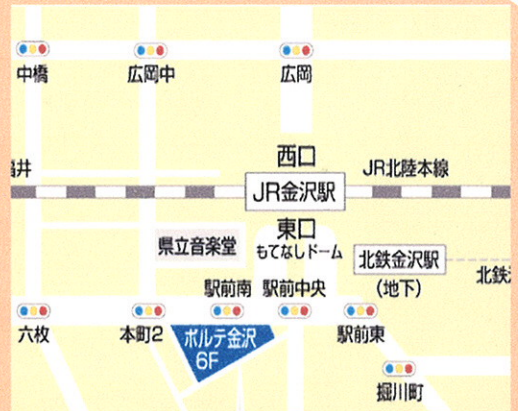 中橋
広岡中
広岡
西口
JR北陸本線
JR金沢駅
東口
もてなしドーム
県立音楽堂
北鉄金沢駅
(地下)
北鉄
駅前南
駅前中央
六枚
本町2
ポルテ金沢
6F
駅前東
掘川町